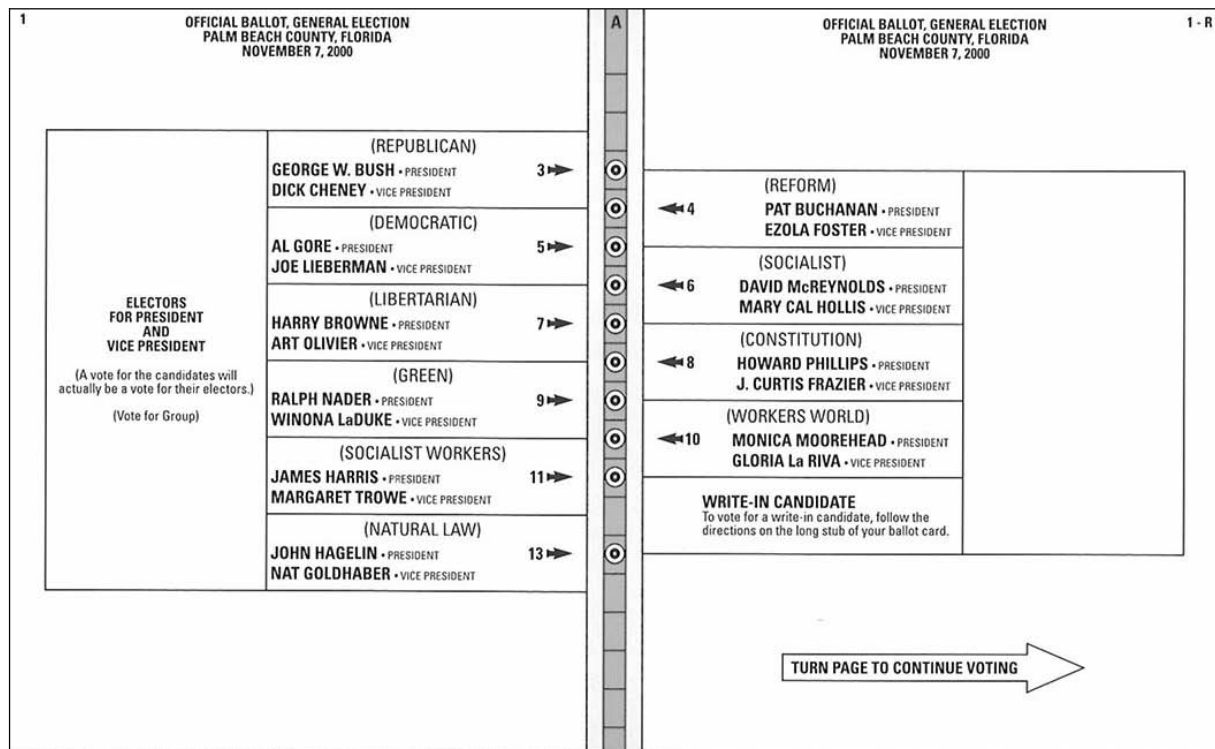 1
OFFICIAL BALLOT, GENERAL ELECTION
PALM BEACH COUNTY, FLORIDA
NOVEMBER 7, 2000
ELECTORS
FOR PRESIDENT
AND
VICE PRESIDENT
(A vote for the candidates will
actually be a vote for their electors.)
(Vote for Group)
(REPUBLICAN)
GEORGE W. BUSH • PRESIDENT 3
DICK CHENEY • VICE PRESIDENT
(DEMOCRATIC)
AL GORE • PRESIDENT 5
JOE LIEBERMAN • VICE PRESIDENT
(LIBERTARIAN)
HARRY BROWNE • PRESIDENT 7
ART OLIVIER • VICE PRESIDENT
(GREEN)
RALPH NADER • PRESIDENT 9
WINONA LaDUKE • VICE PRESIDENT
(SOCIALIST WORKERS)
JAMES HARRIS • PRESIDENT 11
MARGARET TROWE • VICE PRESIDENT
(NATURAL LAW)
JOHN HAGELIN • PRESIDENT 13
NAT GOLDHABER • VICE PRESIDENT
A
OFFICIAL BALLOT, GENERAL ELECTION
PALM BEACH COUNTY, FLORIDA
NOVEMBER 7, 2000
1 - R
(REFORM)
4 PAT BUCHANAN • PRESIDENT
EZOLA FOSTER • VICE PRESIDENT
(SOCIALIST)
6 DAVID McREYNOLDS • PRESIDENT
MARY CAL HOLLIS • VICE PRESIDENT
(CONSTITUTION)
8 HOWARD PHILLIPS • PRESIDENT
J. CURTIS FRAZIER • VICE PRESIDENT
(WORKERS WORLD)
10 MONICA MOOREHEAD • PRESIDENT
GLORIA La RIVA • VICE PRESIDENT
WRITE-IN CANDIDATE
To vote for a write-in candidate, follow the
directions on the long stub of your ballot card.
TURN PAGE TO CONTINUE VOTING